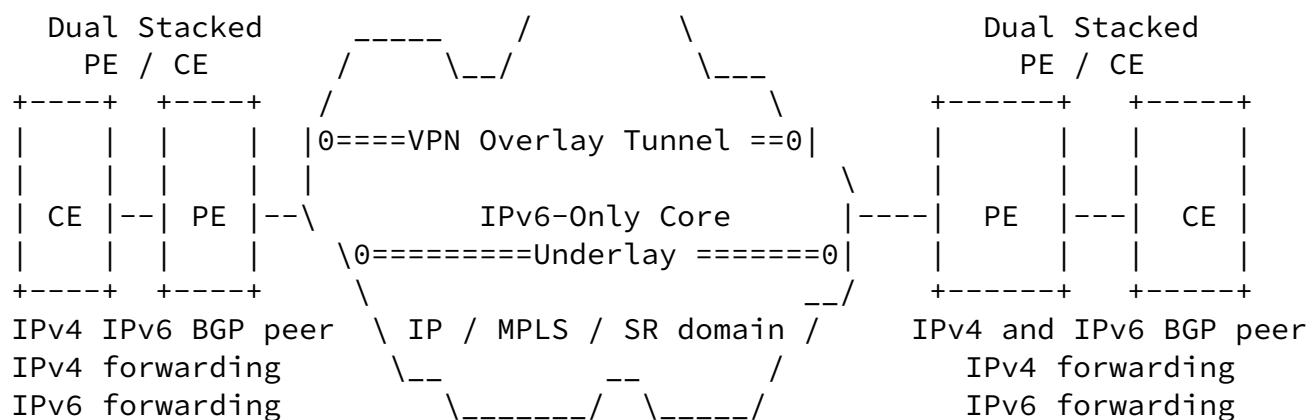 Dual Stacked Dual Stacked
PE / CE PE / CE
0====VPN Overlay Tunnel ==0
CE PE IPv6-Only Core PE CE
0=========Underlay =======0
IPv4 IPv6 BGP peer IP / MPLS / SR domain IPv4 and IPv6 BGP peer
IPv4 forwarding IPv4 forwarding
IPv6 forwarding IPv6 forwarding